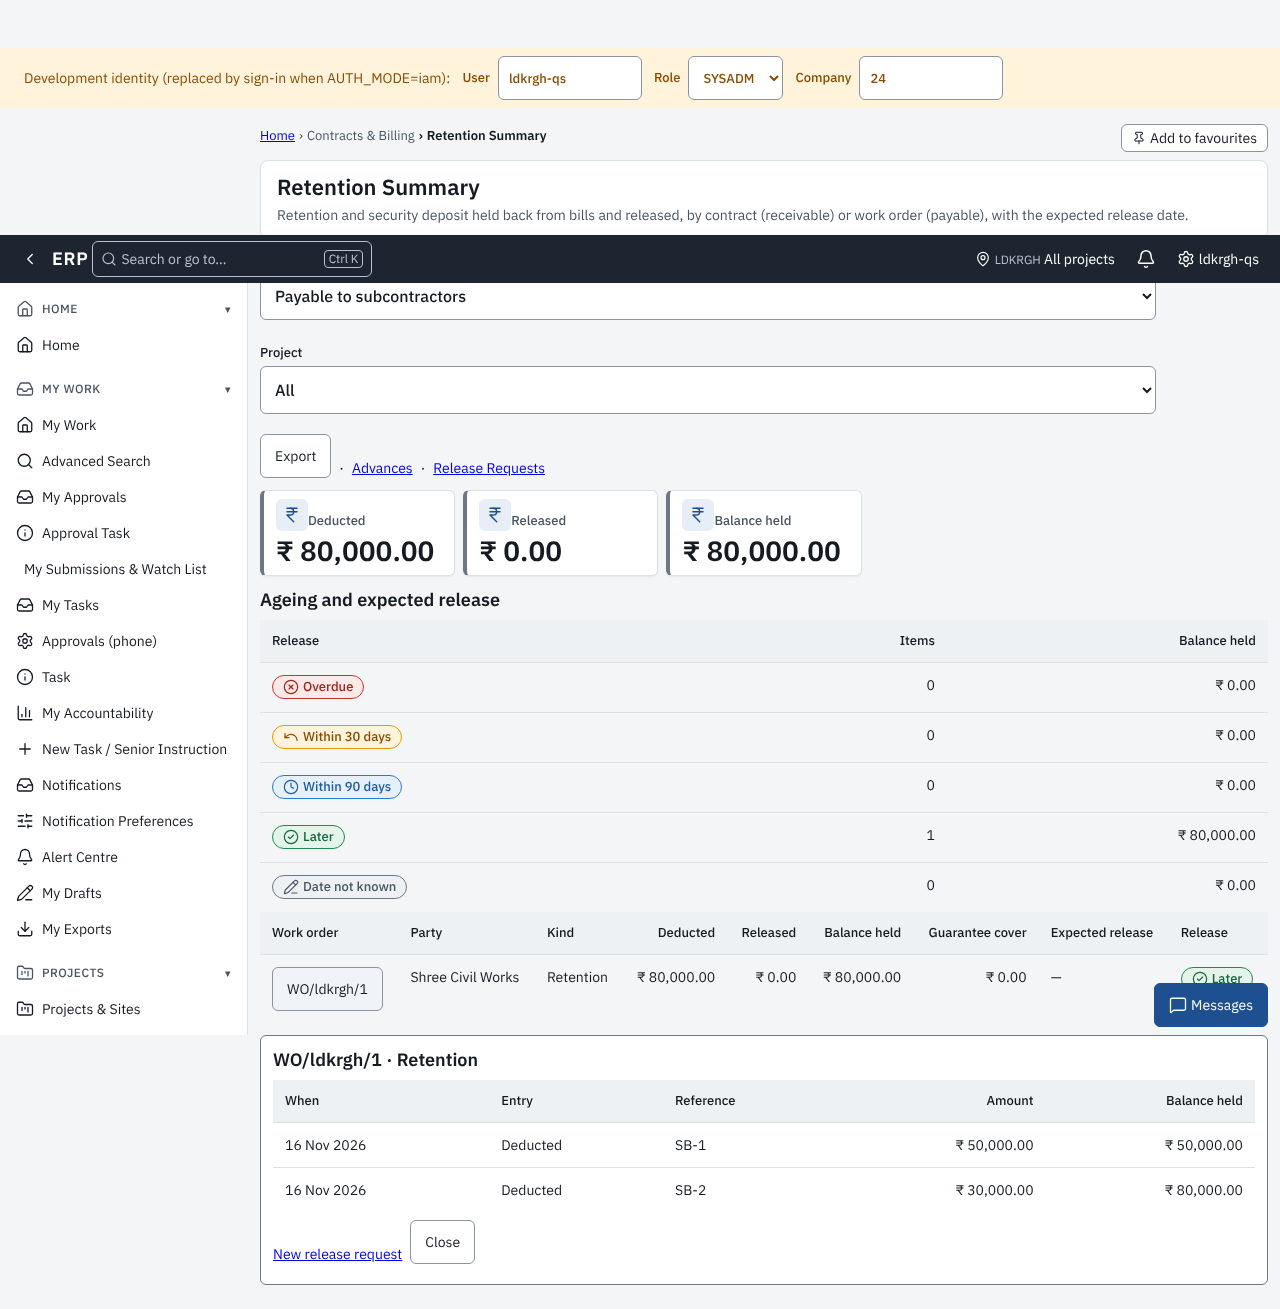 Development identity (replaced by sign-in when AUTH_MODE=iam): User ldkrgh-qs Role SYSADM Company 24
Home › Contracts & Billing › Retention Summary
Add to favourites
Retention Summary
Retention and security deposit held back from bills and released, by contract (receivable) or work order (payable), with the expected release date.
ERP Search or go to... Ctrl K LDKRGH All projects ldkrgh-qs
HOME
Home
MY WORK
My Work
Advanced Search
My Approvals
Approval Task
My Submissions & Watch List
My Tasks
Approvals (phone)
Task
My Accountability
New Task / Senior Instruction
Notifications
Notification Preferences
Alert Centre
My Drafts
My Exports
PROJECTS
Projects & Sites
Payable to subcontractors
Project
All
Export · Advances · Release Requests
₹ Deducted
₹ 80,000.00
₹ Released
₹ 0.00
₹ Balance held
₹ 80,000.00
Ageing and expected release
Release Items Balance held
Overdue 0 ₹ 0.00
Within 30 days 0 ₹ 0.00
Within 90 days 0 ₹ 0.00
Later 1 ₹ 80,000.00
Date not known 0 ₹ 0.00
Work order Party Kind Deducted Released Balance held Guarantee cover Expected release Release
WO/ldkrgh/1 Shree Civil Works Retention ₹ 80,000.00 ₹ 0.00 ₹ 80,000.00 ₹ 0.00 — Later
Messages
WO/ldkrgh/1 · Retention
When Entry Reference Amount Balance held
16 Nov 2026 Deducted SB-1 ₹ 50,000.00 ₹ 50,000.00
16 Nov 2026 Deducted SB-2 ₹ 30,000.00 ₹ 80,000.00
New release request Close